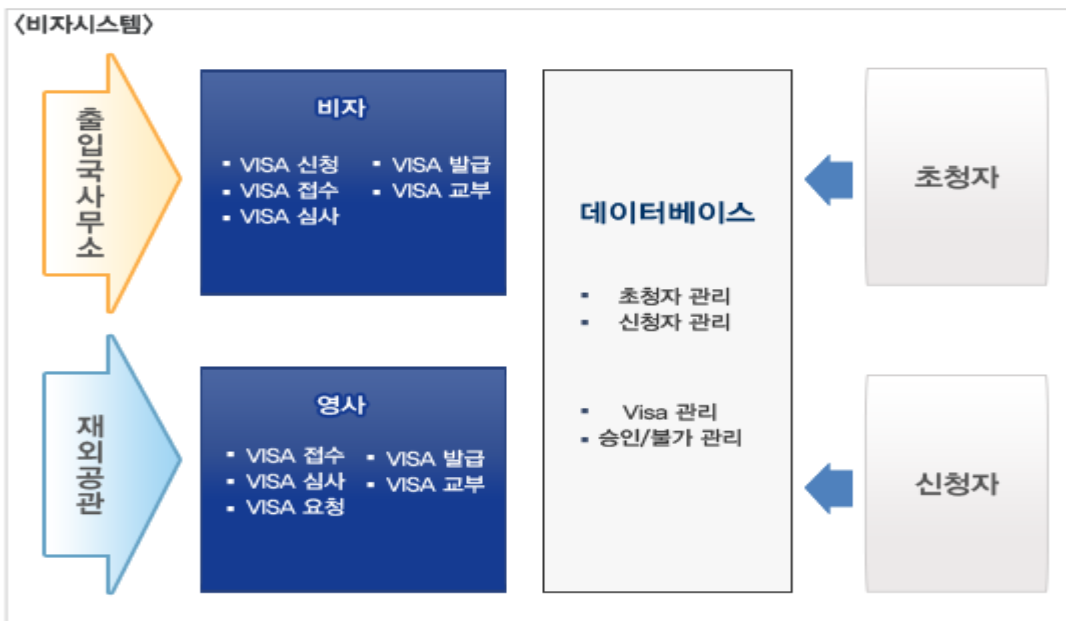 <비자시스템>
출입국사무소
비자
▪ VISA 신청 ▪ VISA 발급
▪ VISA 접수 ▪ VISA 교부
▪ VISA 심사
재외공관
영사
▪ VISA 접수 ▪ VISA 발급
▪ VISA 심사 ▪ VISA 교부
▪ VISA 요청
데이터베이스
▪ 초청자 관리
▪ 신청자 관리
▪ Visa 관리
▪ 승인/불가 관리
초청자
신청자